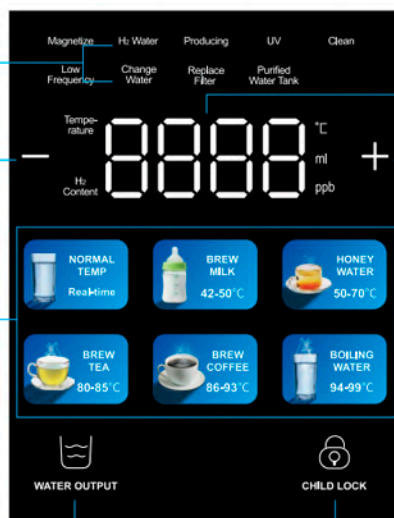 Magnetize H₂ Water Producing UV Clean
Low Frequency Change Water Replace Filter Purified Water Tank
Tempe-
rature
8888
°C
ml
ppb
H₂
Content
NORMAL
TEMP
Real-time
BREW
MILK
42-50°C
HONEY
WATER
50-70°C
BREW
TEA
80-85°C
BREW
COFFEE
86-93°C
BOILING
WATER
94-99°C
WATER OUTPUT
CHILD LOCK